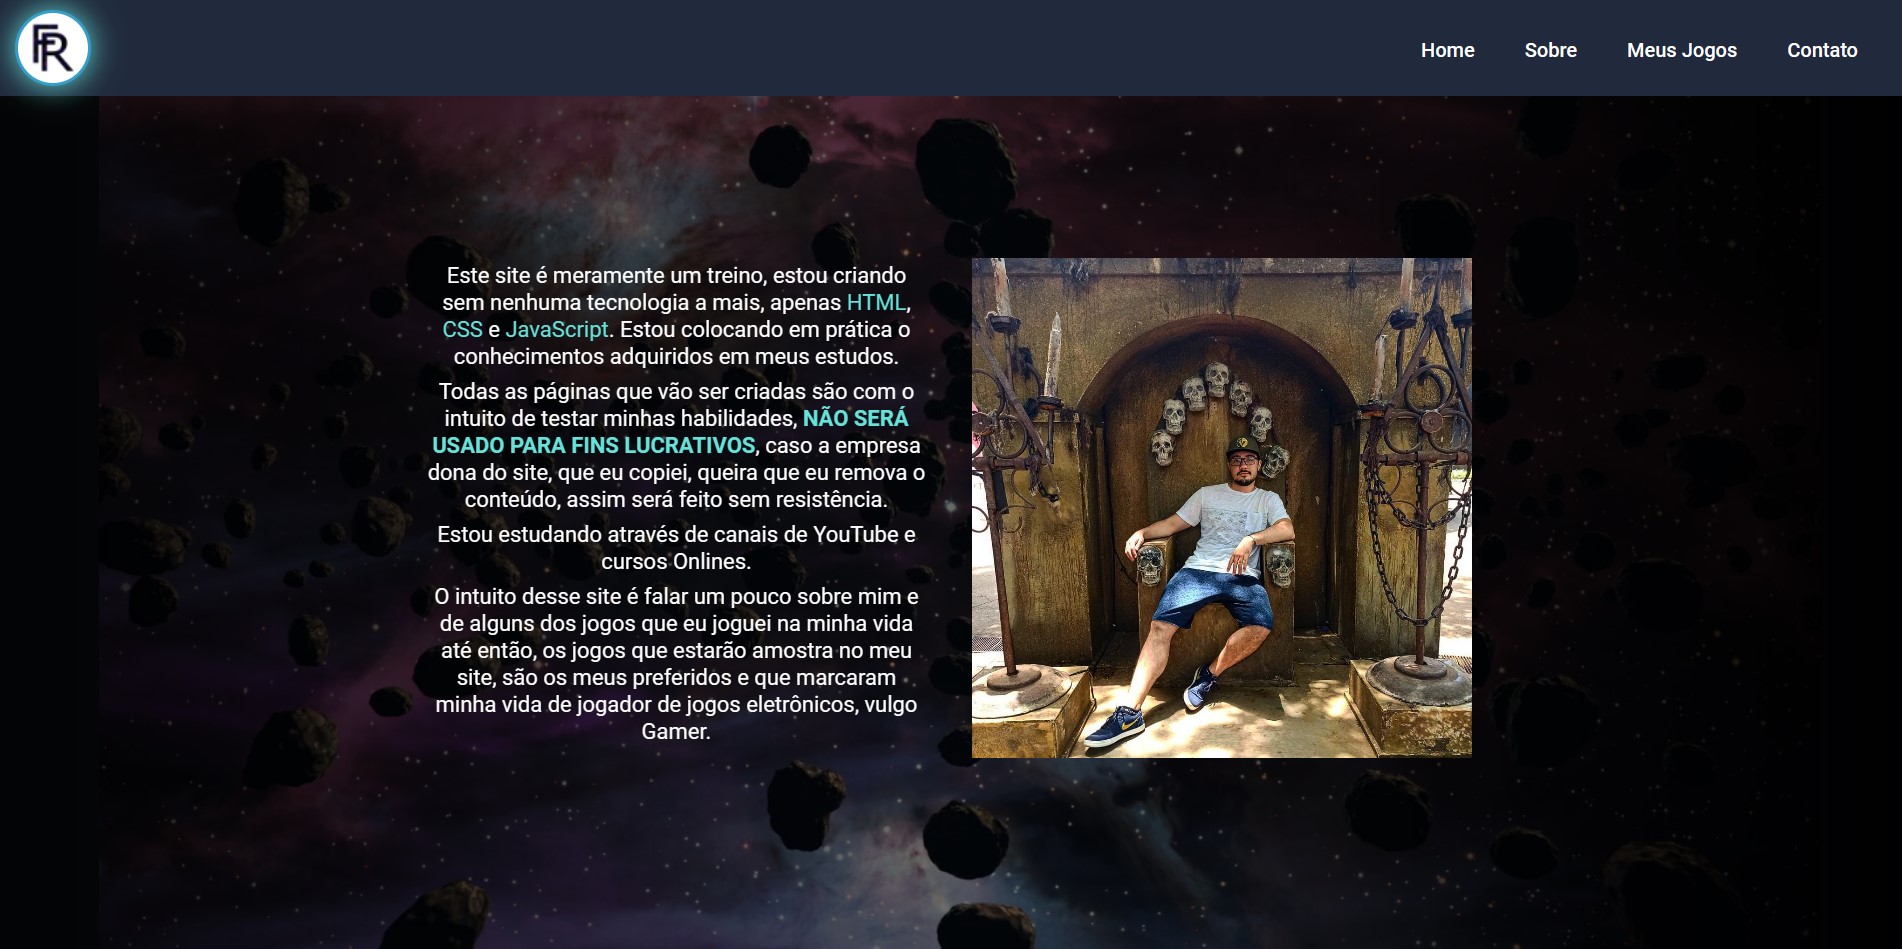 FR
Home Sobre Meus Jogos Contato
Este site é meramente um treino, estou criando
sem nenhuma tecnologia a mais, apenas HTML,
CSS e JavaScript. Estou colocando em prática o
conhecimentos adquiridos em meus estudos.
Todas as páginas que vão ser criadas são com o
intuito de testar minhas habilidades, NÃO SERÁ
USADO PARA FINS LUCRATIVOS, caso a empresa
dona do site, que eu copiei, queira que eu remova o
conteúdo, assim será feito sem resistência.
Estou estudando através de canais de YouTube e
cursos Onlines.
O intuito desse site é falar um pouco sobre mim e
de alguns dos jogos que eu joguei na minha vida
até então, os jogos que estarão amostra no meu
site, são os meus preferidos e que marcaram
minha vida de jogador de jogos eletrônicos, vulgo
Gamer.